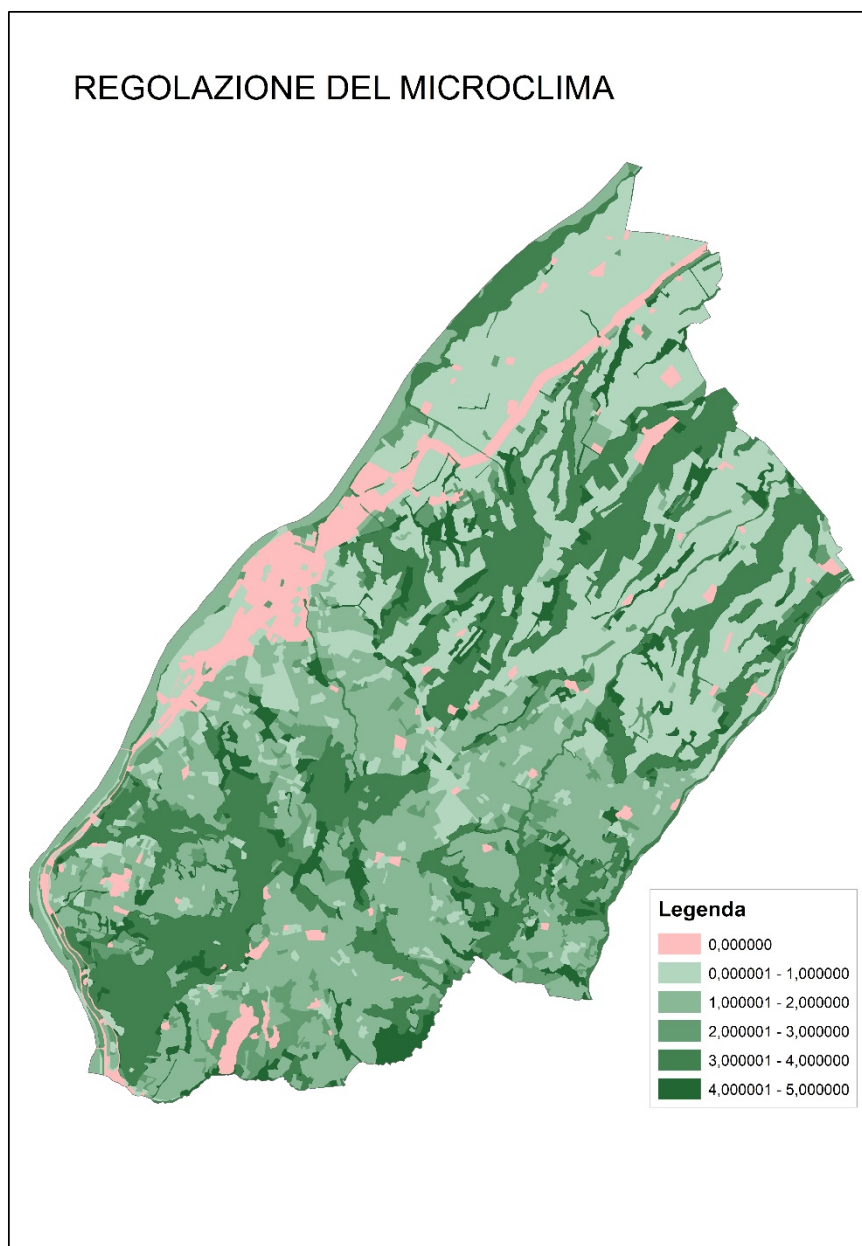 REGOLAZIONE DEL MICROCLIMA
Legenda
0,000000
0,000001 - 1,000000
1,000001 - 2,000000
2,000001 - 3,000000
3,000001 - 4,000000
4,000001 - 5,000000